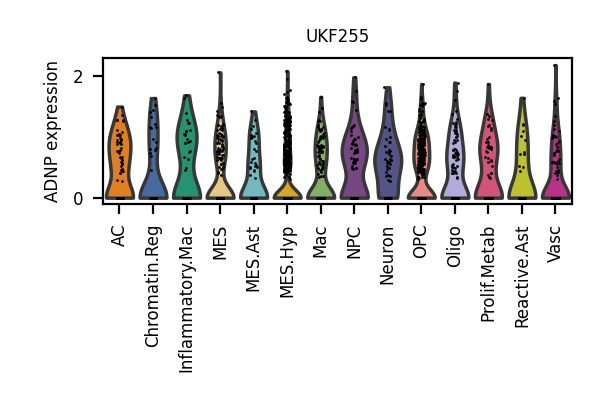 UKF255
ADNP expression
2
0
AC
Chromatin.Reg
Inflammatory.Mac
MES
MES.Ast
MES.Hyp
Mac
NPC
Neuron
OPC
Oligo
Prolif.Metab
Reactive.Ast
Vasc